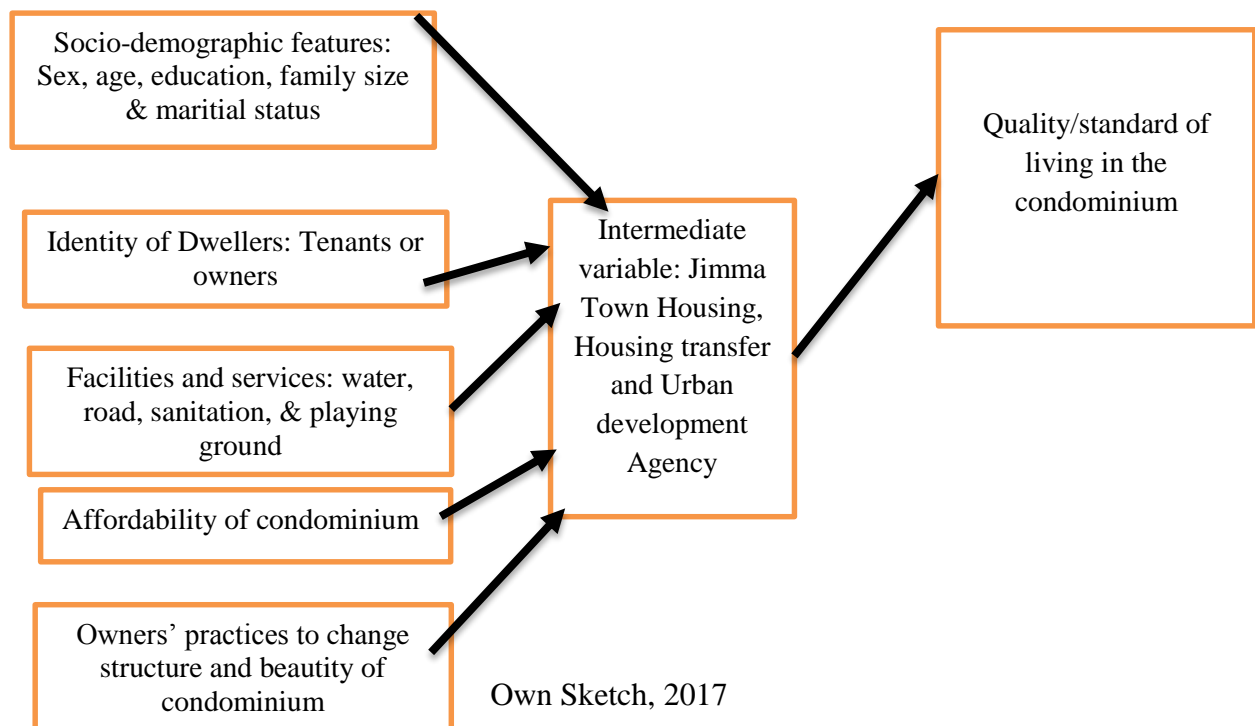 Socio-demographic features:
Sex, age, education, family size
& maritial status
Identity of Dwellers: Tenants or
owners
Facilities and services: water,
road, sanitation, & playing
ground
Affordability of condominium
Owners’ practices to change
structure and beautity of
condominium
Intermediate
variable: Jimma
Town Housing,
Housing transfer
and Urban
development
Agency
Quality/standard of
living in the
condominium
Own Sketch, 2017